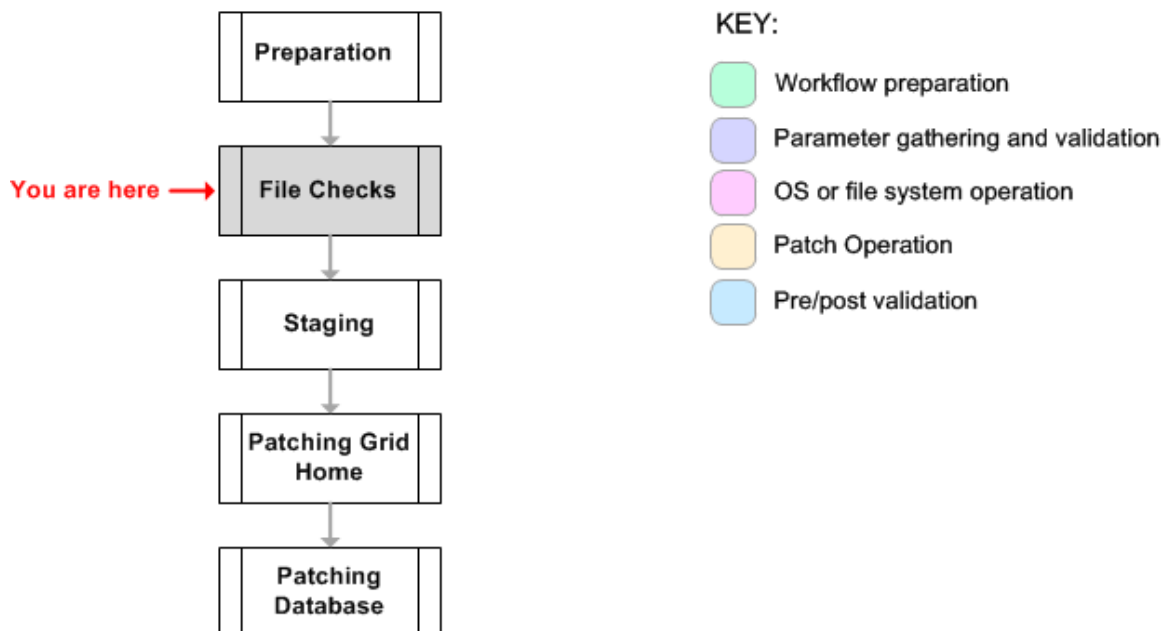 Preparation
You are here
File Checks
Staging
Patching Grid
Home
Patching
Database
KEY:
Workflow preparation
Parameter gathering and validation
OS or file system operation
Patch Operation
Pre/post validation